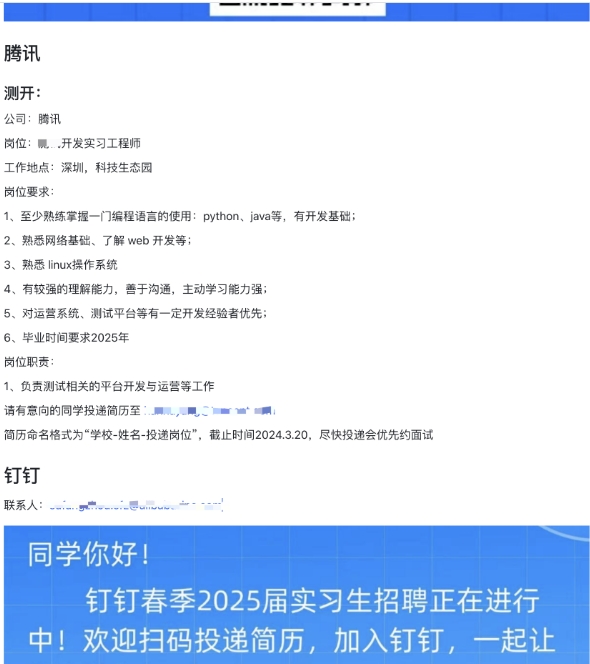 腾讯
测开：
公司：腾讯
岗位：开发实习工程师
工作地点：深圳，科技生态园
岗位要求：
1、至少熟练掌握一门编程语言的使用：python、java等，有开发基础；
2、熟悉网络基础、了解 web 开发等；
3、熟悉 linux操作系统
4、有较强的理解能力，善于沟通，主动学习能力强；
5、对运营系统、测试平台等有一定开发经验者优先；
6、毕业时间要求2025年
岗位职责：
1、负责测试相关的平台开发与运营等工作
请有意向的同学投递简历至
简历命名格式为“学校-姓名-投递岗位”，截止时间2024.3.20，尽快投递会优先约面试
钉钉
联系人：
同学你好！
钉钉春季2025届实习生招聘正在进行
中！欢迎扫码投递简历，加入钉钉，一起让